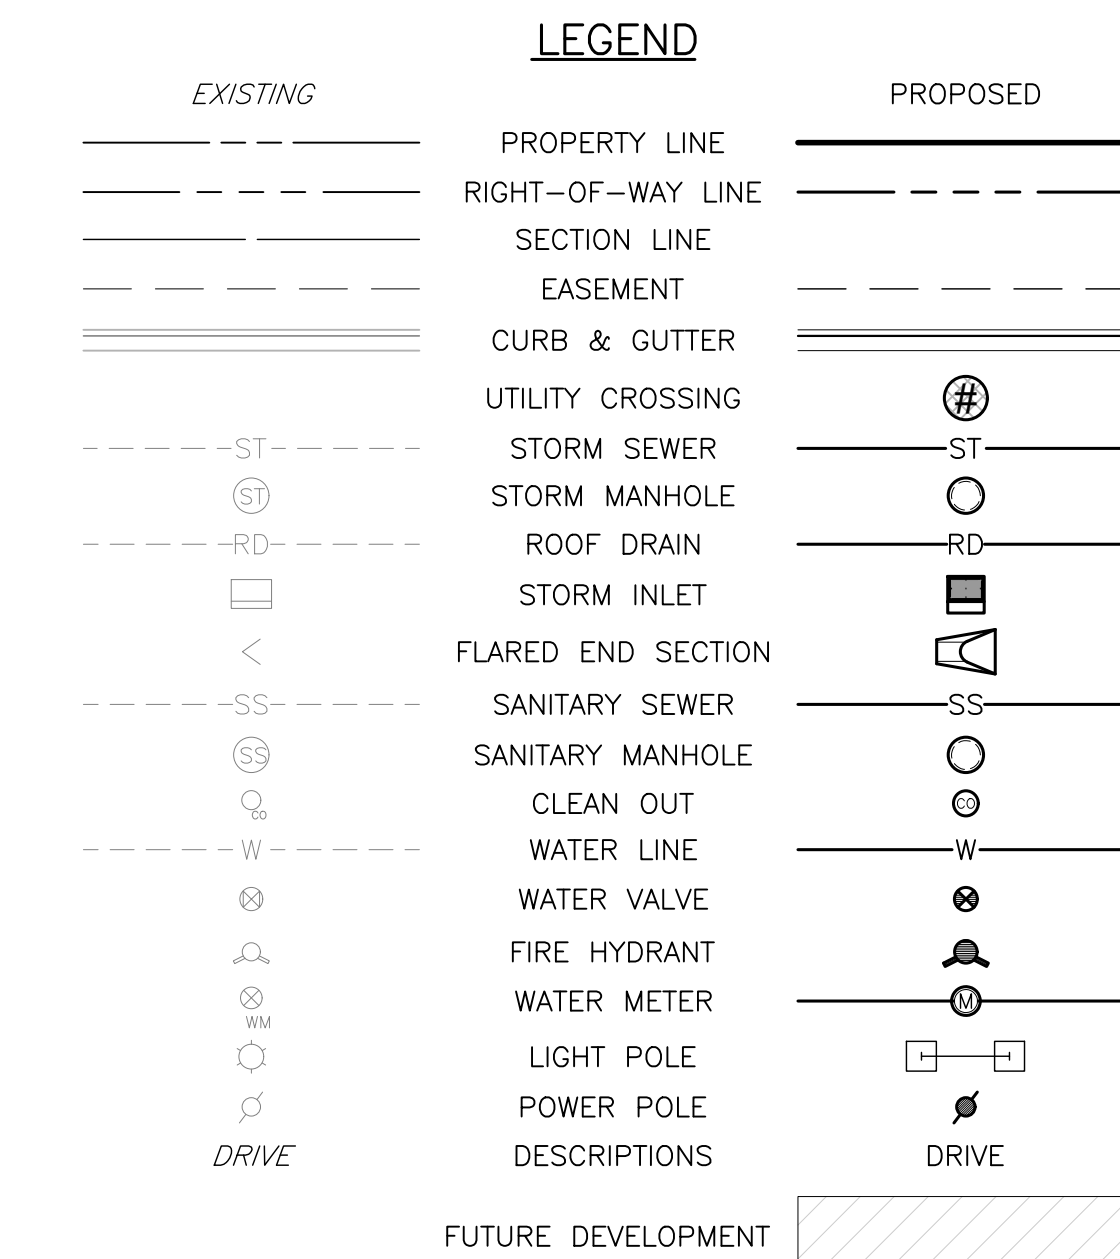 LEGEND
EXISTING PROPOSED
PROPERTY LINE
RIGHT-OF-WAY LINE
SECTION LINE
EASEMENT
CURB & GUTTER
UTILITY CROSSING #
ST STORM SEWER ST
ST STORM MANHOLE
RD ROOF DRAIN RD
STORM INLET
FLARED END SECTION
SS SANITARY SEWER SS
SS SANITARY MANHOLE
CO CLEAN OUT CO
W WATER LINE W
WATER VALVE
FIRE HYDRANT
WM WATER METER M
LIGHT POLE
POWER POLE
DRIVE DESCRIPTIONS DRIVE
FUTURE DEVELOPMENT